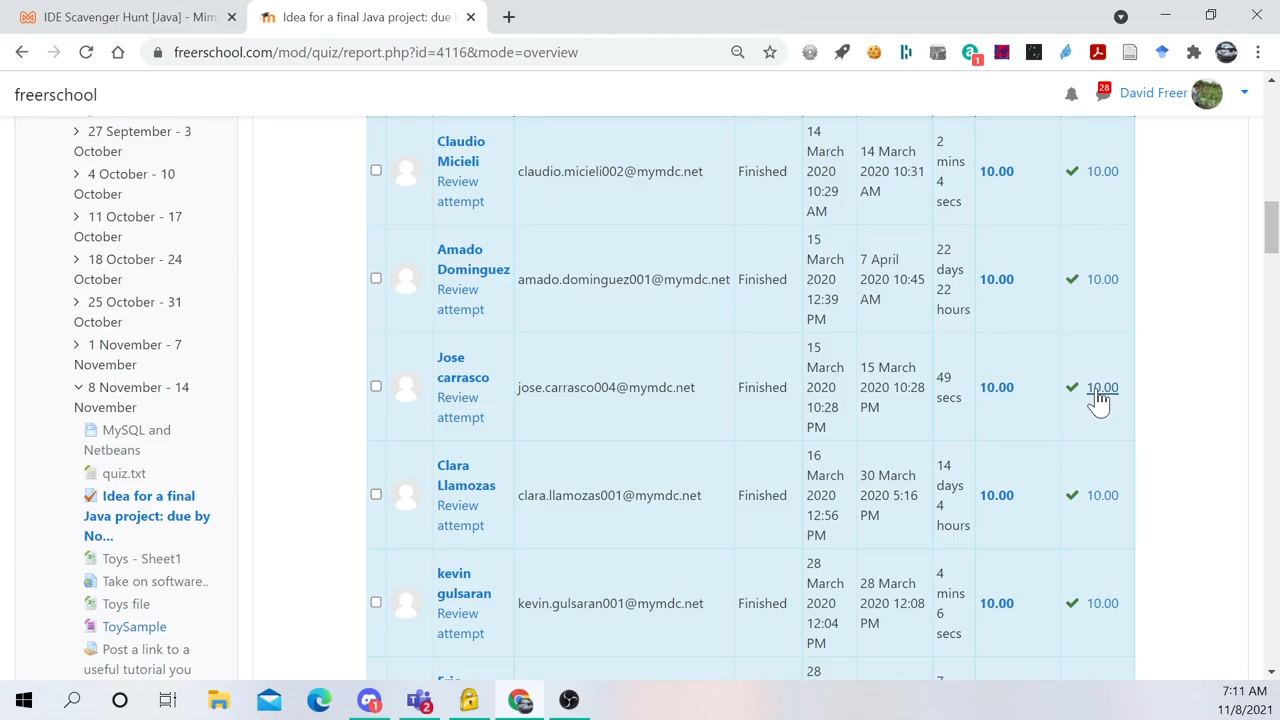 IDE Scavenger Hunt [Java] - Mim
Idea for a final Java project: due b
freerschool.com/mod/quiz/report.php?id=4116&mode=overview
1
freerschool
28
David Freer
27 September - 3
October
4 October - 10
October
11 October - 17
October
18 October - 24
October
25 October - 31
October
1 November - 7
November
8 November - 14
November
MySQL and
Netbeans
quiz.txt
Idea for a final
Java project: due by
No...
Toys - Sheet1
Take on software..
Toys file
ToySample
Post a link to a
useful tutorial you
Claudio
Micieli
Review
attempt
claudio.micieli002@mymdc.net
Finished
14
March
2020
10:29
AM
14 March
2020 10:31
AM
2
mins
4
secs
10.00
10.00
Amado
Dominguez
Review
attempt
amado.dominguez001@mymdc.net
Finished
15
March
2020
12:39
PM
7 April
2020 10:45
AM
22
days
22
hours
10.00
10.00
Jose
carrasco
Review
attempt
jose.carrasco004@mymdc.net
Finished
15
March
2020
10:28
PM
15 March
2020 10:28
PM
49
secs
10.00
10.00
Clara
Llamozas
Review
attempt
clara.llamozas001@mymdc.net
Finished
16
March
2020
12:56
PM
30 March
2020 5:16
PM
14
days
4
hours
10.00
10.00
kevin
gulsaran
Review
attempt
kevin.gulsaran001@mymdc.net
Finished
28
March
2020
12:04
PM
28 March
2020 12:08
PM
4
mins
6
secs
10.00
10.00
28
1
2
7:11 AM
11/8/2021